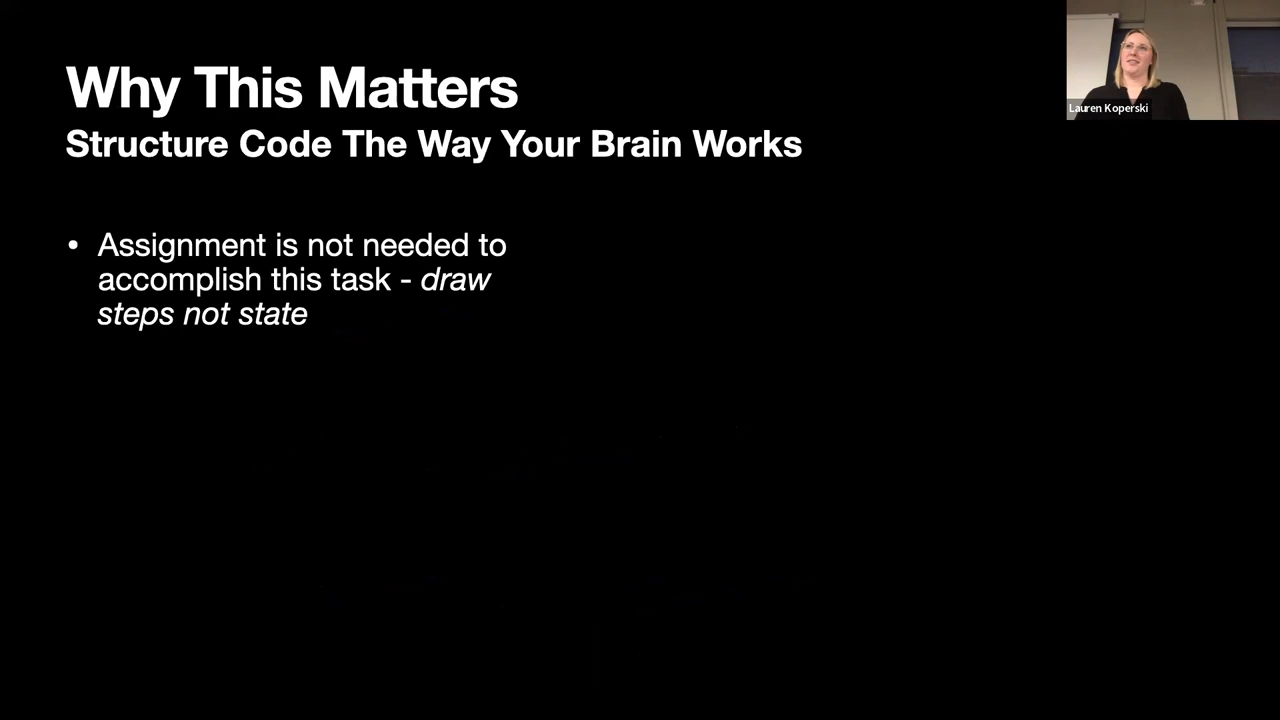 Why This Matters
Structure Code The Way Your Brain Works
• Assignment is not needed to
accomplish this task - draw
steps not state
Lauren Koperski